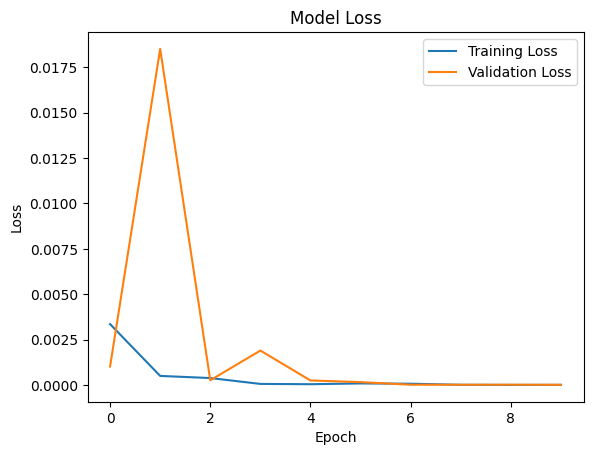 Model Loss
Training Loss
Validation Loss
0.0175
0.0150
0.0125
0.0100
0.0075
0.0050
0.0025
0.0000
Loss
0 2 4 6 8
Epoch